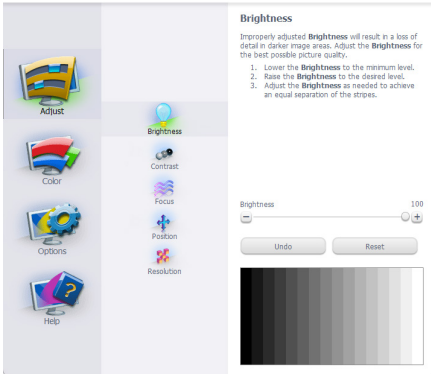 Adjust
Color
Options
Help
Brightness
Contrast
Focus
Position
Resolution
Brightness
Improperly adjusted Brightness will result in a loss of
detail in darker image areas. Adjust the Brightness for
the best possible picture quality.
1. Lower the Brightness to the minimum level.
2. Raise the Brightness to the desired level.
3. Adjust the Brightness as needed to achieve
an equal separation of the stripes.
Brightness 100
Undo Reset